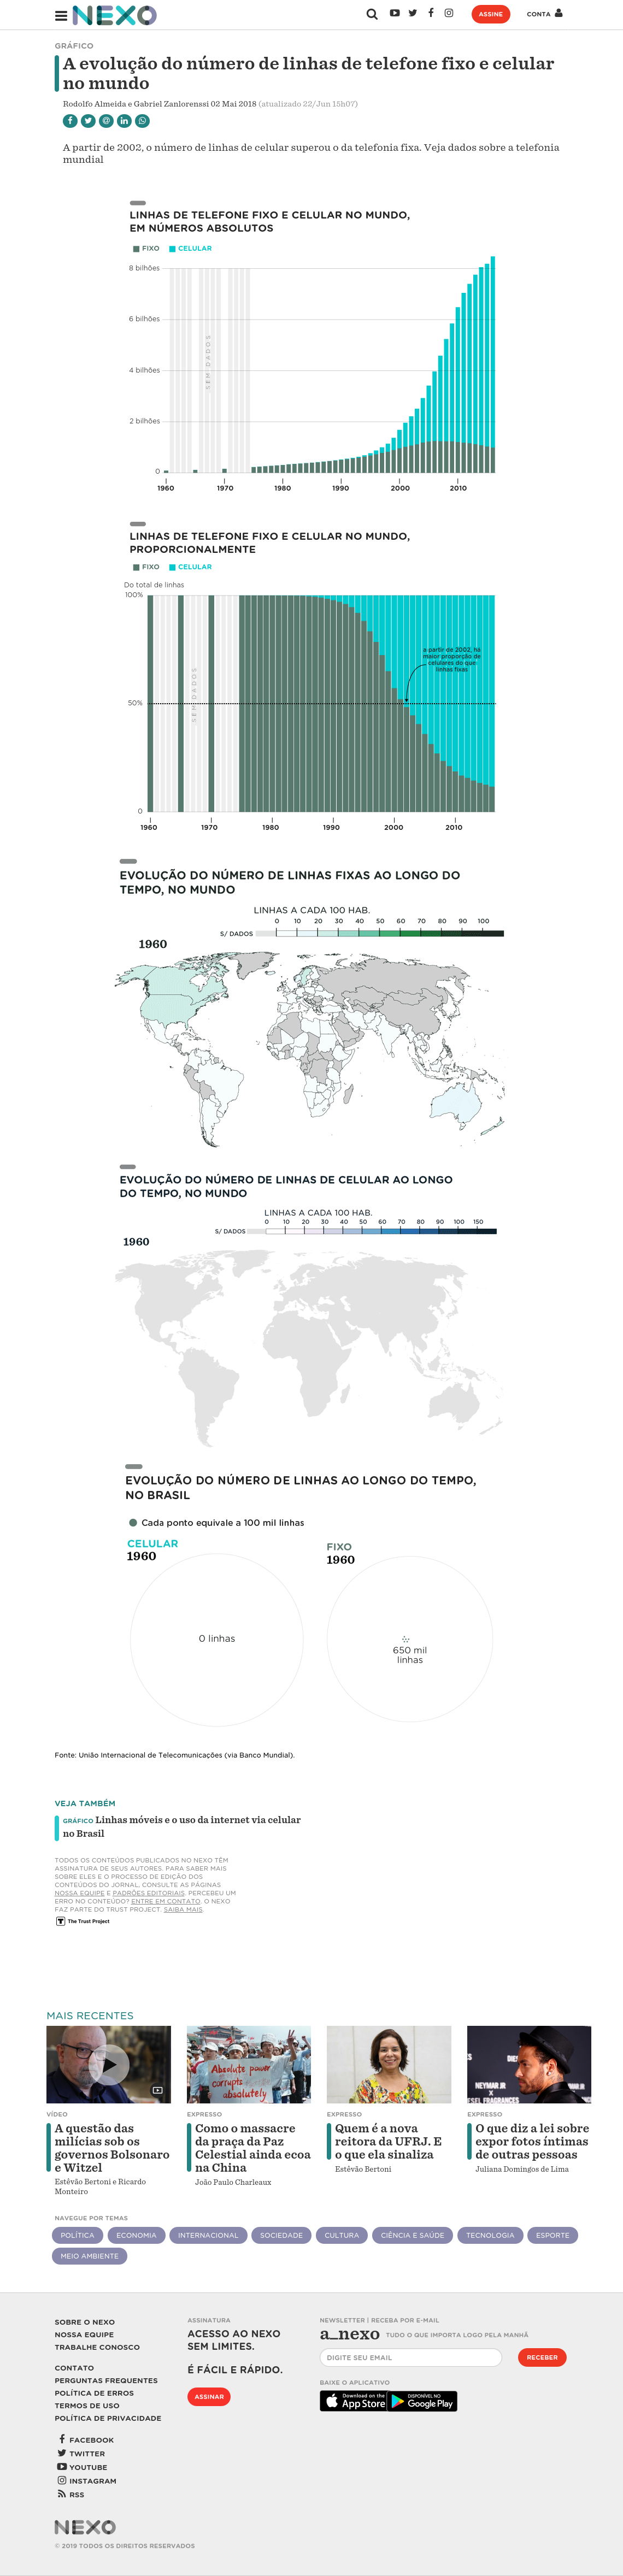 NEXO
ASSINE
CONTA
GRÁFICO
A evolução do número de linhas de telefone fixo e celular
no mundo
Rodolfo Almeida e Gabriel Zanlorenssi 02 Mai 2018 (atualizado 22/Jun 15h07)
A partir de 2002, o número de linhas de celular superou o da telefonia fixa. Veja dados sobre a telefonia
mundial
LINHAS DE TELEFONE FIXO E CELULAR NO MUNDO,
EM NÚMEROS ABSOLUTOS
FIXO CELULAR
8 bilhões
6 bilhões
4 bilhões
2 bilhões
0
SEM DADOS
1960 1970 1980 1990 2000 2010
LINHAS DE TELEFONE FIXO E CELULAR NO MUNDO,
PROPORCIONALMENTE
FIXO CELULAR
Do total de linhas
100%
50%
0
SEM DADOS
a partir de 2002, há
maior proporção de
celulares do que
linhas fixas
1960 1970 1980 1990 2000 2010
EVOLUÇÃO DO NÚMERO DE LINHAS FIXAS AO LONGO DO
TEMPO, NO MUNDO
LINHAS A CADA 100 HAB.
0 10 20 30 40 50 60 70 80 90 100
S/ DADOS
1960
EVOLUÇÃO DO NÚMERO DE LINHAS DE CELULAR AO LONGO
DO TEMPO, NO MUNDO
LINHAS A CADA 100 HAB.
0 10 20 30 40 50 60 70 80 90 100 150
S/ DADOS
1960
EVOLUÇÃO DO NÚMERO DE LINHAS AO LONGO DO TEMPO,
NO BRASIL
Cada ponto equivale a 100 mil linhas
CELULAR
1960
0 linhas
FIXO
1960
650 mil
linhas
Fonte: União Internacional de Telecomunicações (via Banco Mundial).
VEJA TAMBÉM
GRÁFICO Linhas móveis e o uso da internet via celular
no Brasil
TODOS OS CONTEÚDOS PUBLICADOS NO NEXO TÊM
ASSINATURA DE SEUS AUTORES. PARA SABER MAIS
SOBRE ELES E O PROCESSO DE EDIÇÃO DOS
CONTEÚDOS DO JORNAL, CONSULTE AS PÁGINAS
NOSSA EQUIPE E PADRÕES EDITORIAIS. PERCEBEU UM
ERRO NO CONTEÚDO? ENTRE EM CONTATO. O NEXO
FAZ PARTE DO TRUST PROJECT. SAIBA MAIS.
The Trust Project
MAIS RECENTES
Absolute power
corrupts
absolutely
NEYMAR JR
FRAGRANCES
VÍDEO
A questão das
milícias sob os
governos Bolsonaro
e Witzel
Estêvão Bertoni e Ricardo
Monteiro
EXPRESSO
Como o massacre
da praça da Paz
Celestial ainda ecoa
na China
João Paulo Charleaux
EXPRESSO
Quem é a nova
reitora da UFRJ. E
o que ela sinaliza
Estêvão Bertoni
EXPRESSO
O que diz a lei sobre
expor fotos íntimas
de outras pessoas
Juliana Domingos de Lima
NAVEGUE POR TEMAS
POLÍTICA ECONOMIA INTERNACIONAL SOCIEDADE CULTURA CIÊNCIA E SAÚDE TECNOLOGIA ESPORTE
MEIO AMBIENTE
SOBRE O NEXO
NOSSA EQUIPE
TRABALHE CONOSCO
CONTATO
PERGUNTAS FREQUENTES
POLÍTICA DE ERROS
TERMOS DE USO
POLÍTICA DE PRIVACIDADE
FACEBOOK
TWITTER
YOUTUBE
INSTAGRAM
RSS
ASSINATURA
ACESSO AO NEXO
SEM LIMITES.
É FÁCIL E RÁPIDO.
ASSINAR
NEWSLETTER | RECEBA POR E-MAIL
a_nexo TUDO O QUE IMPORTA LOGO PELA MANHÃ
DIGITE SEU EMAIL
RECEBER
BAIXE O APLICATIVO
Download on the
App Store
DISPONÍVEL NO
Google Play
NEXO
© 2019 TODOS OS DIREITOS RESERVADOS